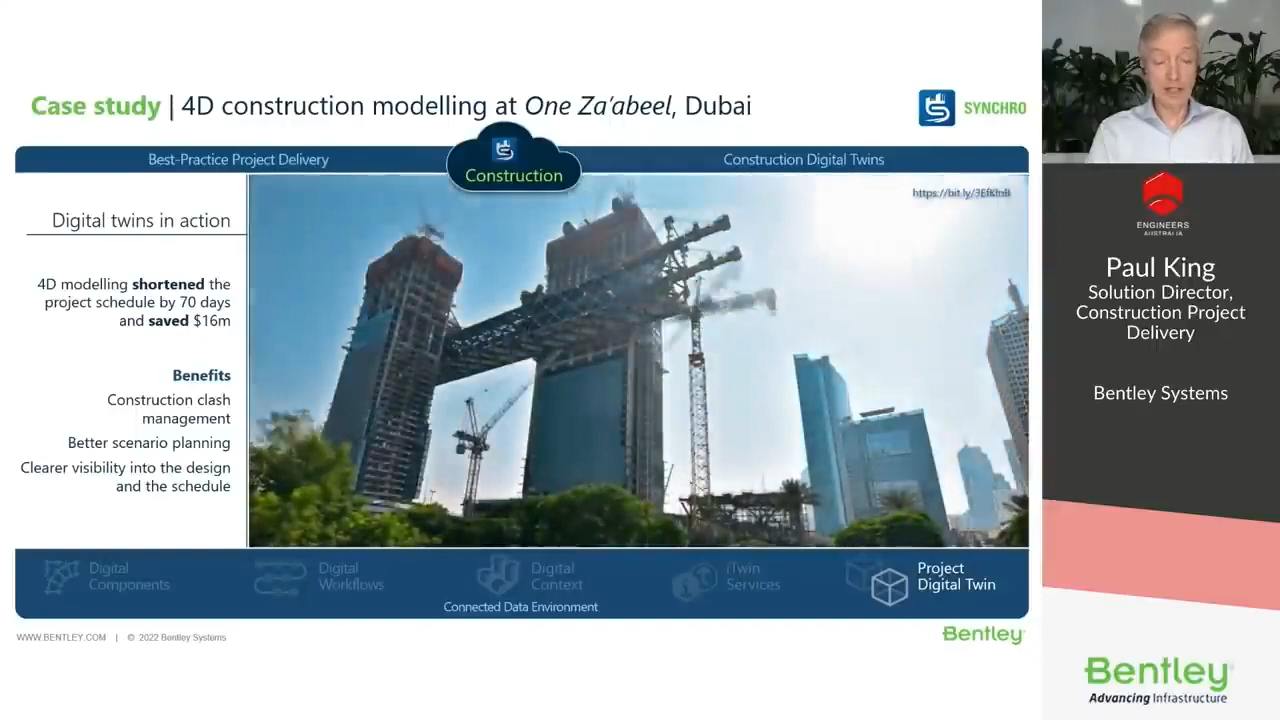 Case study | 4D construction modelling at One Za'abeel, Dubai
SYNCHRO
Best-Practice Project Delivery
Construction
Construction Digital Twins
Digital twins in action
4D modelling shortened the
project schedule by 70 days
and saved $16m
Benefits
Construction clash
management
Better scenario planning
Clearer visibility into the design
and the schedule
Digital
Components
Digital
Workflows
Digital
Context
iTwin
Services
Project
Digital Twin
Connected Data Environment
WWW.BENTLEY.COM | © 2022 Bentley Systems
Bentley
ENGINEERS
AUSTRALIA
Paul King
Solution Director,
Construction Project
Delivery
Bentley Systems
Bentley
Advancing Infrastructure